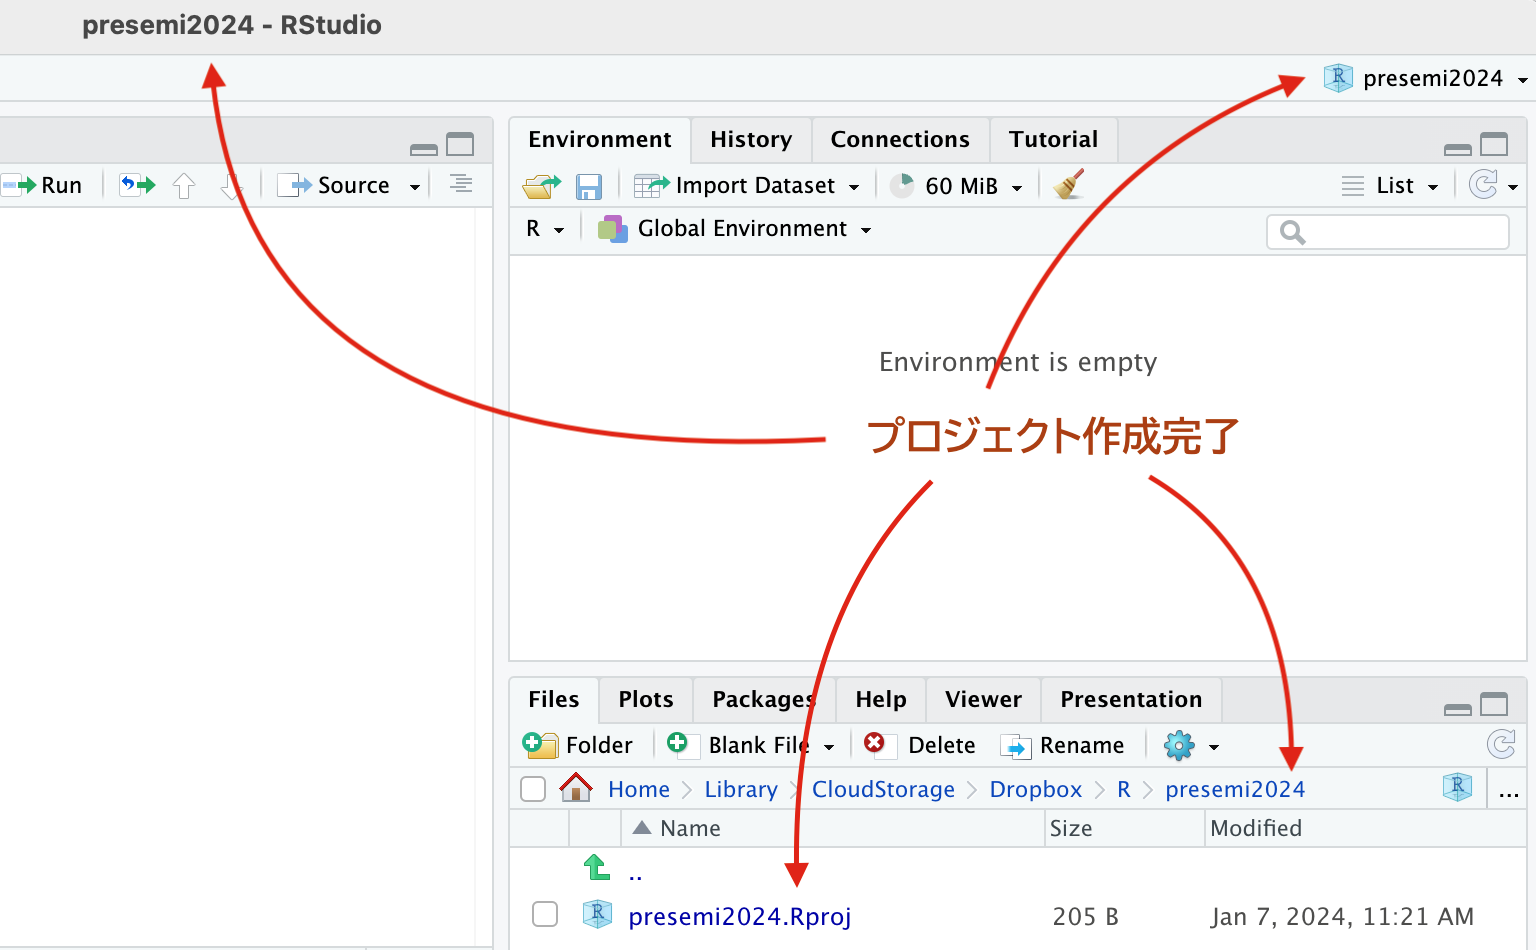 presemi2024 - RStudio
presemi2024
Environment History Connections Tutorial
Run Source Import Dataset 60 MiB List
R Global Environment
Environment is empty
プロジェクト作成完了
Files Plots Packages Help Viewer Presentation
Folder Blank File Delete Rename
Home Library CloudStorage Dropbox R presemi2024 ...
Name Size Modified
..
presemi2024.Rproj 205 B Jan 7, 2024, 11:21 AM